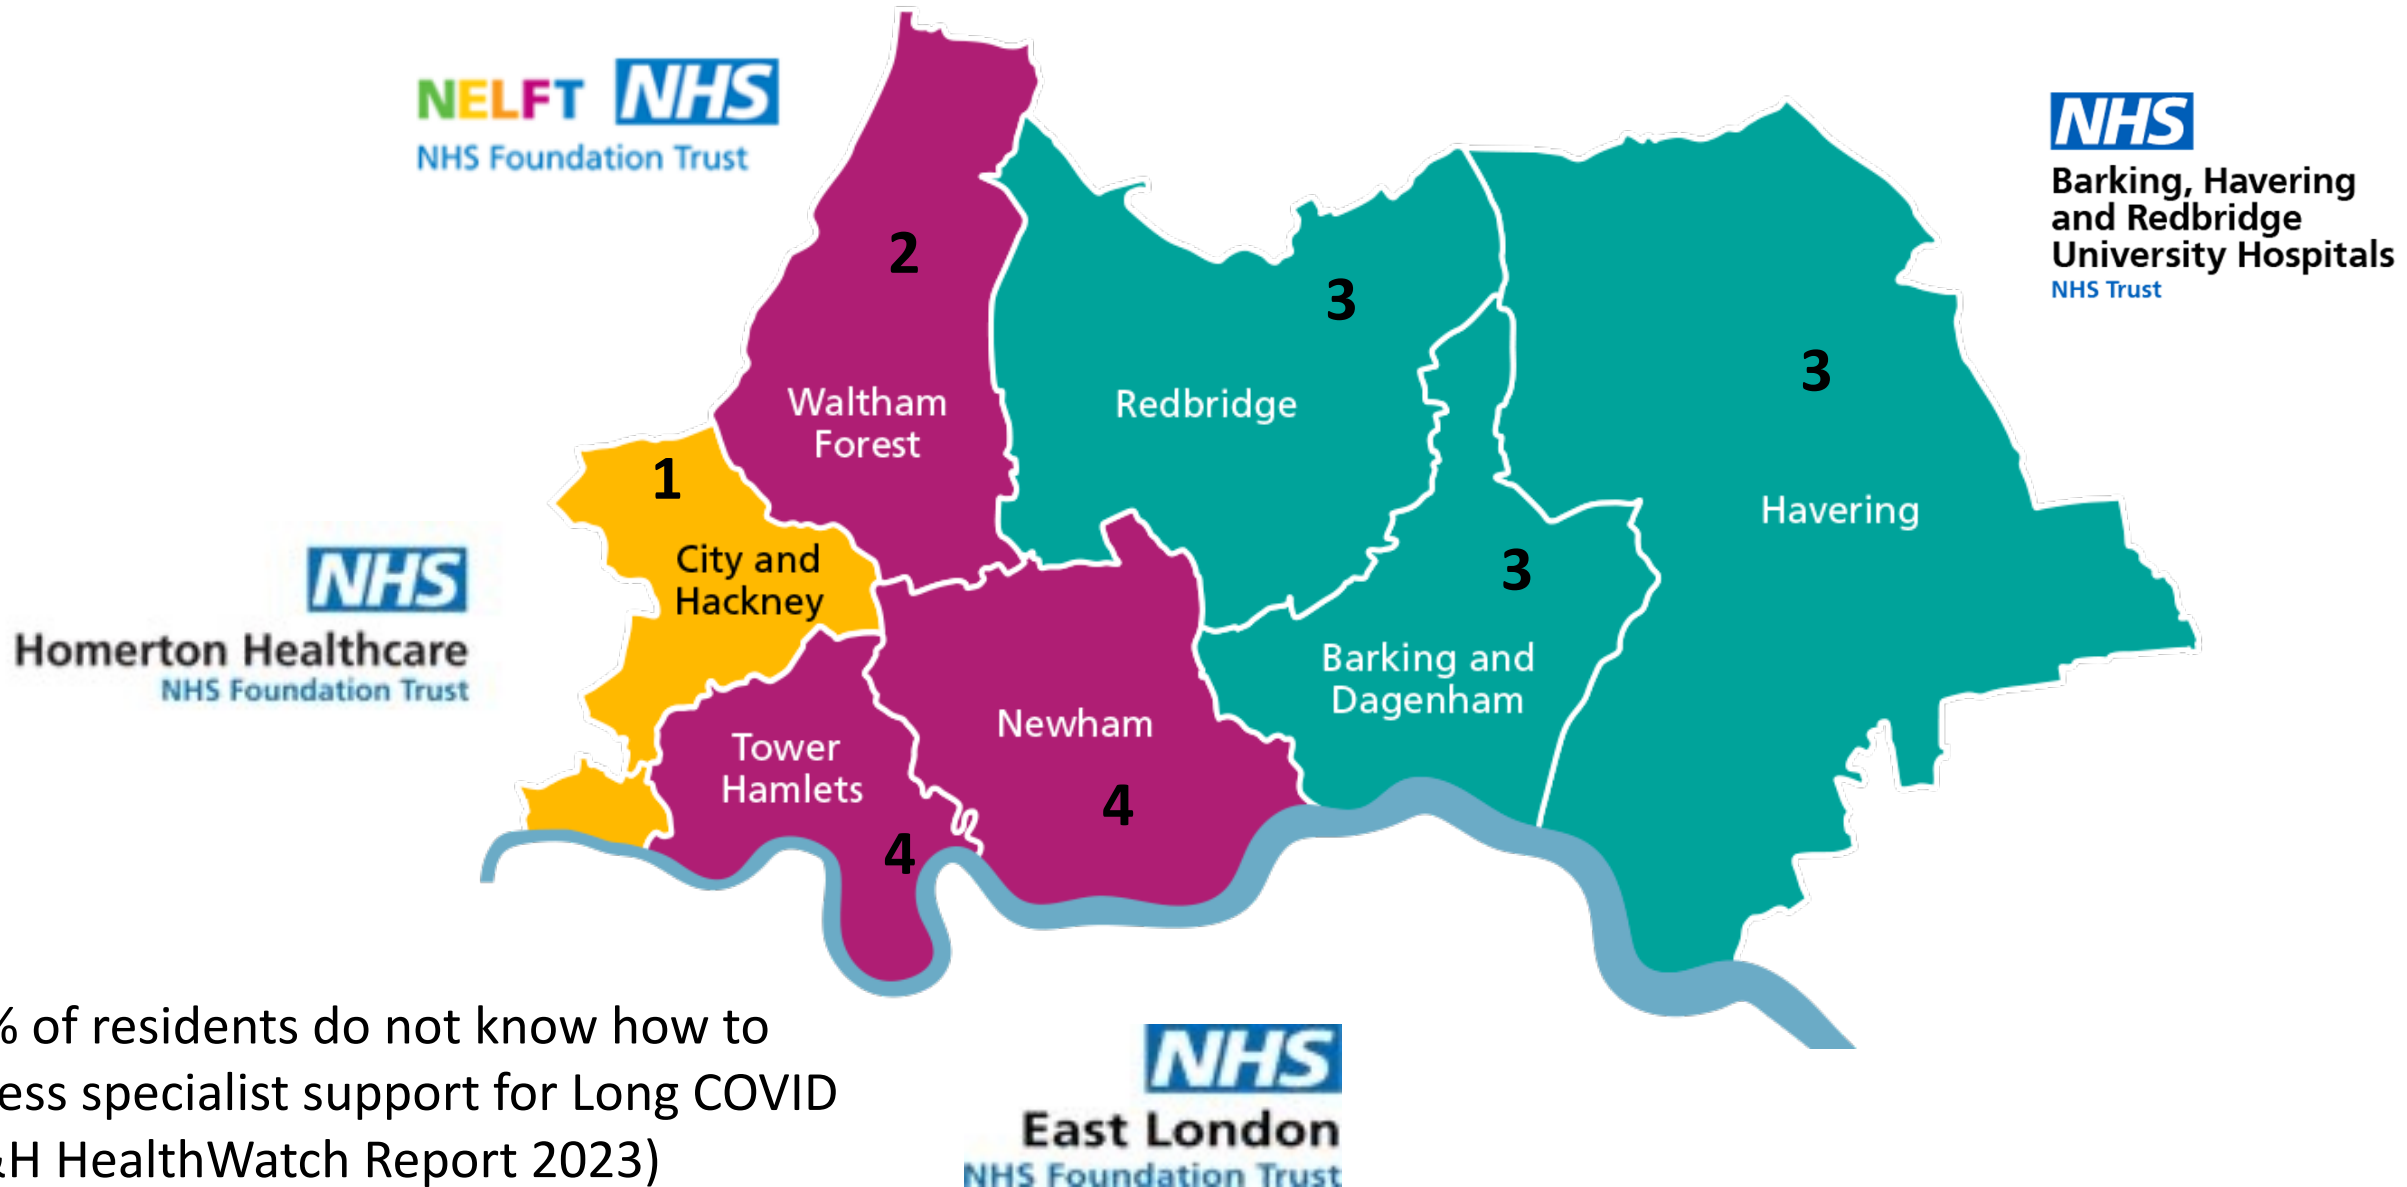 NELFT NHS
NHS Foundation Trust
NHS
Barking, Havering
and Redbridge
University Hospitals
NHS Trust
2
3
3
Waltham
Forest
Redbridge
1
Havering
City and
Hackney
3
NHS
Homerton Healthcare
NHS Foundation Trust
Barking and
Dagenham
Newham
Tower
Hamlets
4
4
% of residents do not know how to
ess specialist support for Long COVID
&H HealthWatch Report 2023)
NHS
East London
NHS Foundation Trust